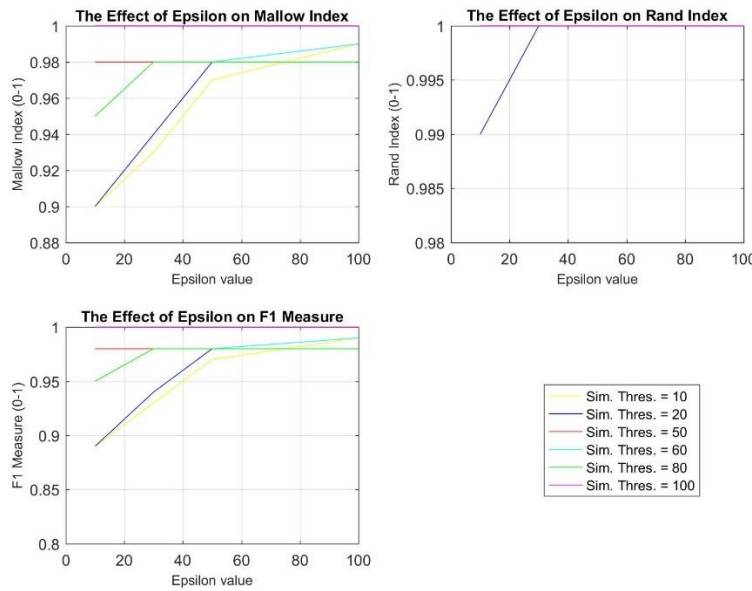 The Effect of Epsilon on Mallow Index
1
0.98
0.96
0.94
0.92
0.9
0.88
Mallow Index (0-1)
0 20 40 60 80 100
Epsilon value
The Effect of Epsilon on Rand Index
1
0.995
0.99
0.985
0.98
Rand Index (0-1)
0 20 40 60 80 100
Epsilon value
The Effect of Epsilon on F1 Measure
1
0.95
0.9
0.85
0.8
F1 Measure (0-1)
0 20 40 60 80 100
Epsilon value
Sim. Thres. = 10
Sim. Thres. = 20
Sim. Thres. = 50
Sim. Thres. = 60
Sim. Thres. = 80
Sim. Thres. = 100